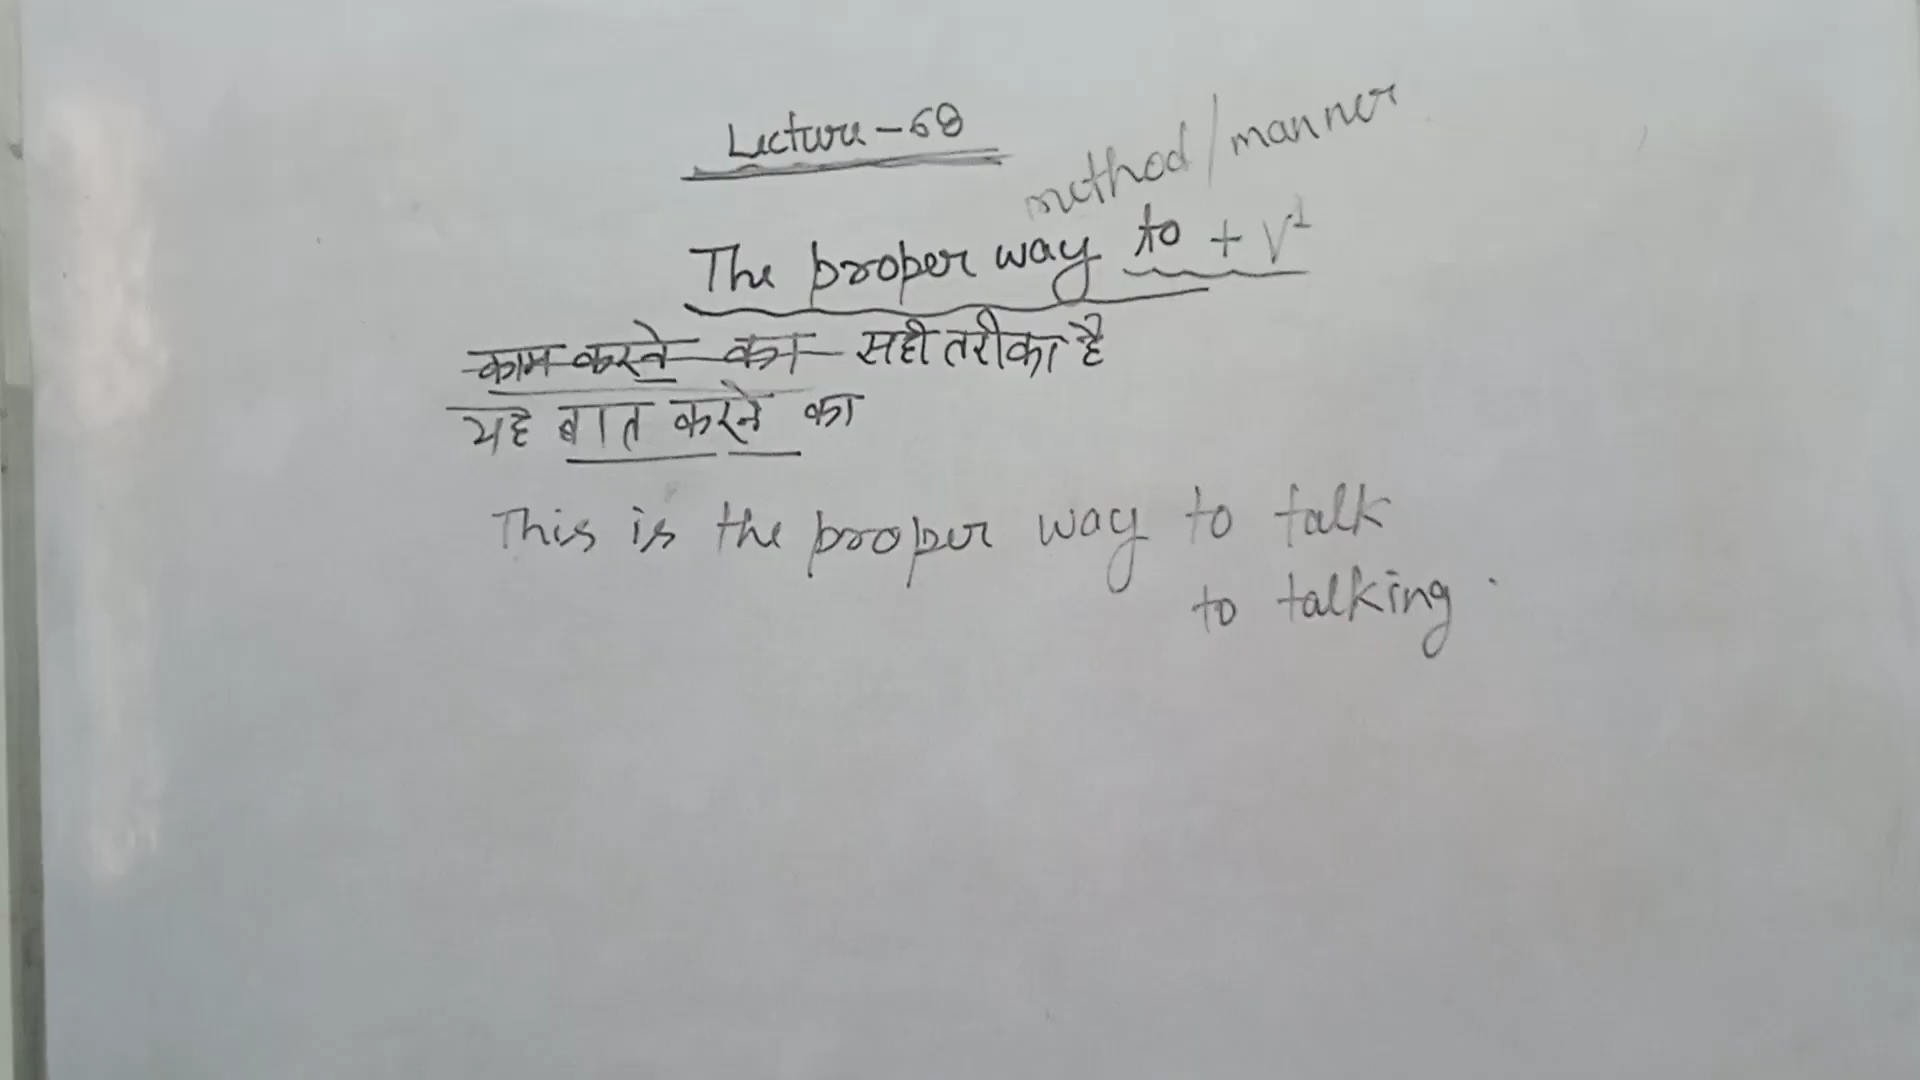 Lecture-68
method/manner
The proper way to + V¹
काम करने का सही तरीका है
यह बात करने का
This is the proper way to talk
to talking.